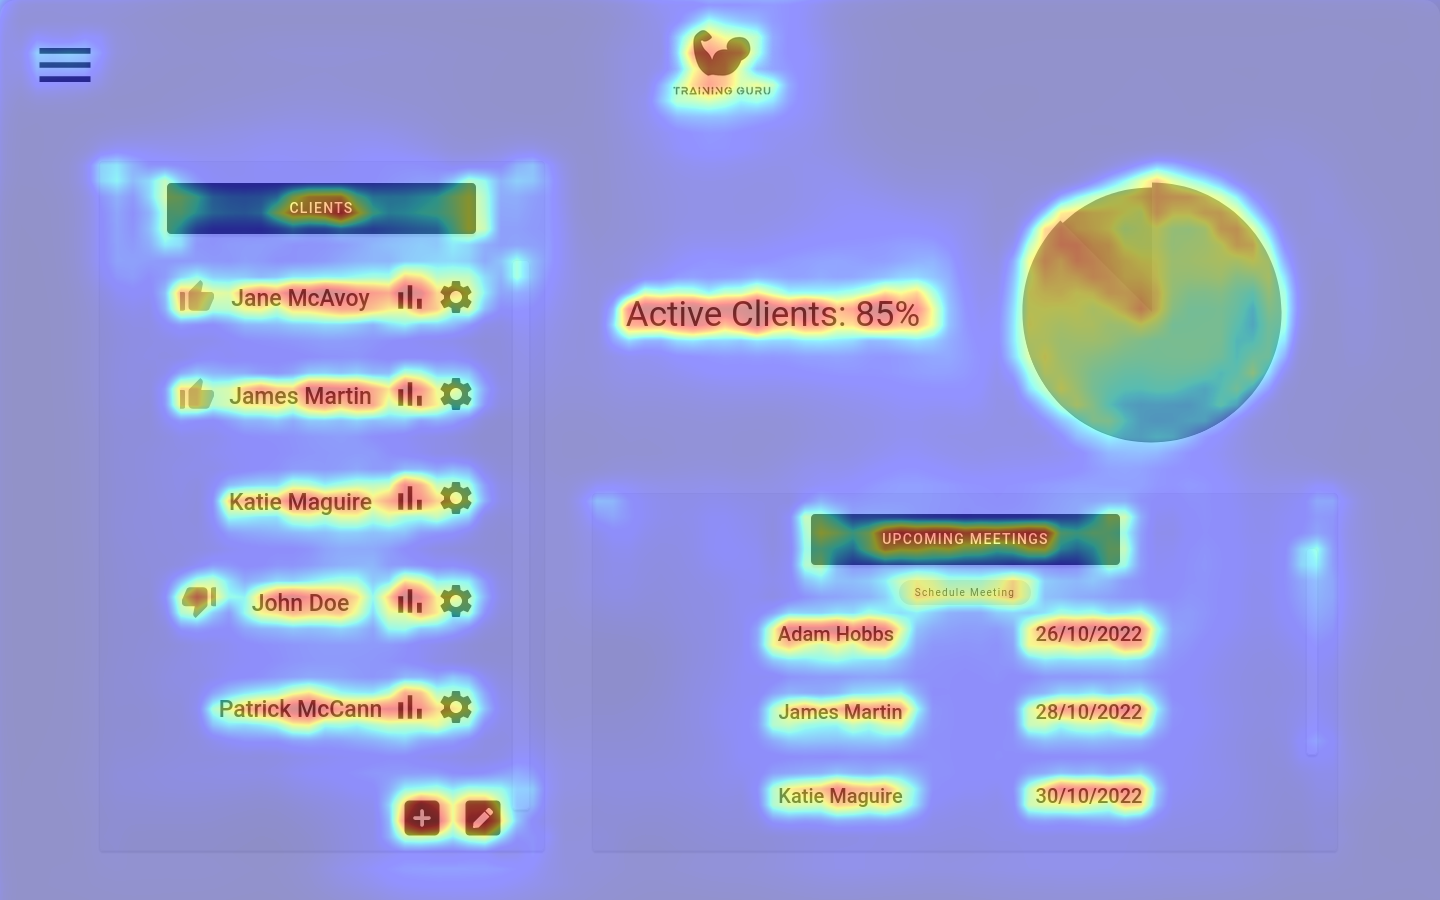 TRAINING GURU
CLIENTS
Jane McAvoy
James Martin
Katie Maguire
John Doe
Patrick McCann
Active Clients: 85%
UPCOMING MEETINGS
Schedule Meeting
Adam Hobbs 26/10/2022
James Martin 28/10/2022
Katie Maguire 30/10/2022